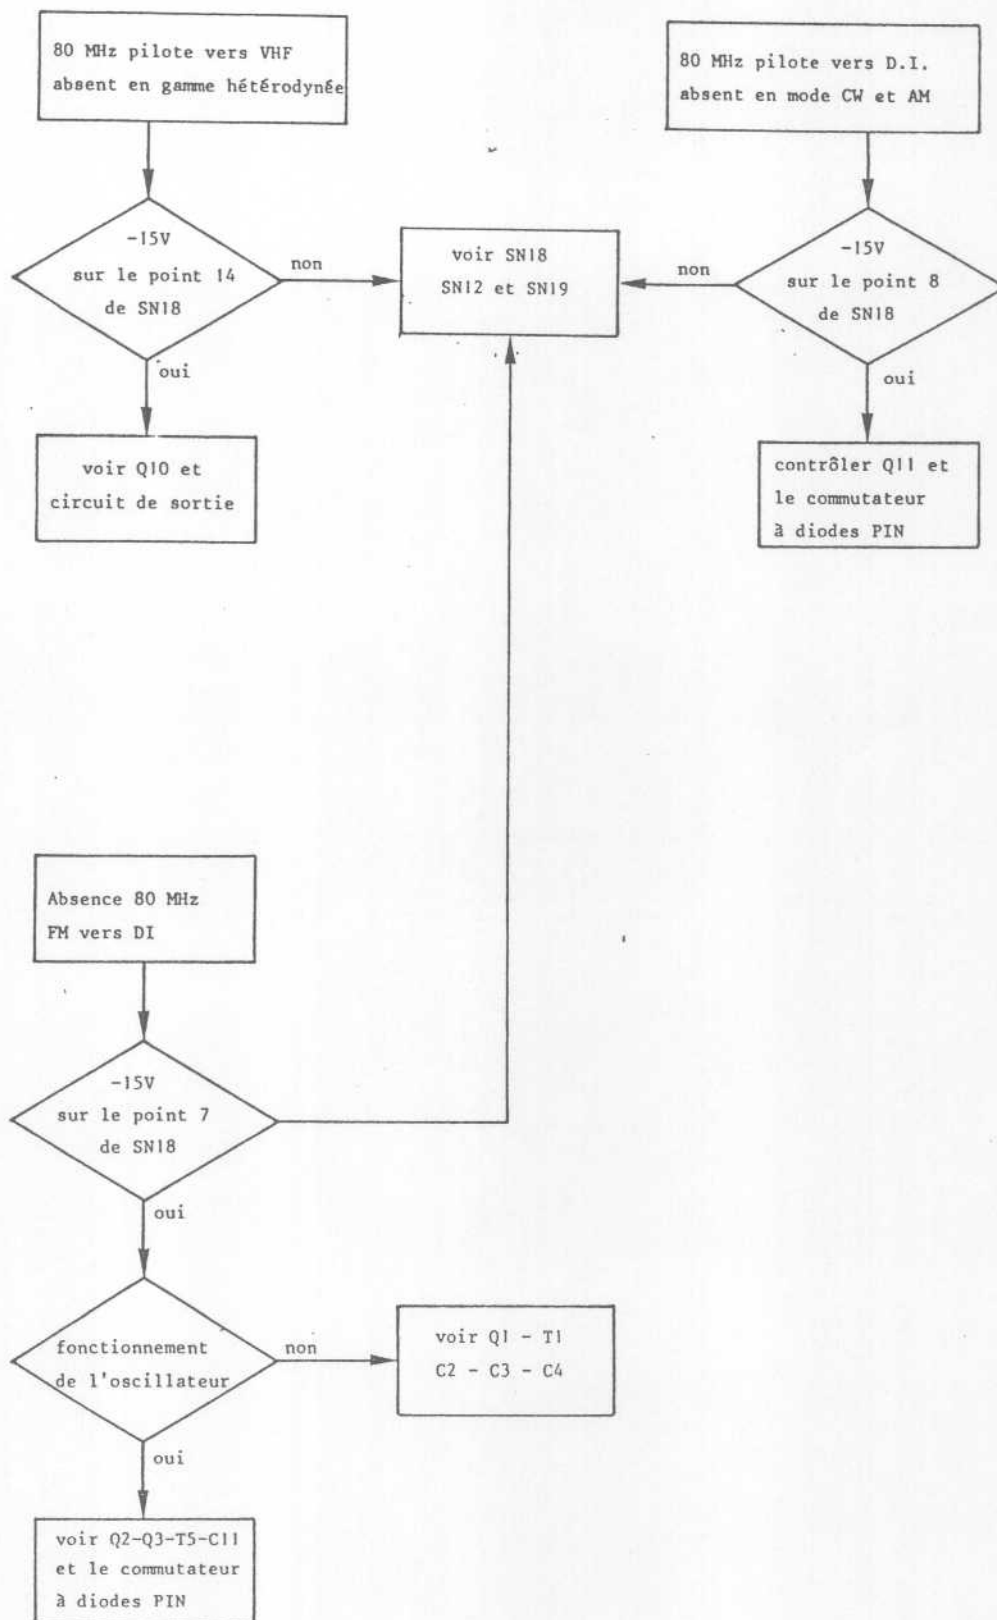 80 MHz pilote vers VHF
absent en gamme hétérodynée
-15V
sur le point 14
de SN18
non
oui
voir Q10 et
circuit de sortie
voir SN18
SN12 et SN19
80 MHz pilote vers D.I.
absent en mode CW et AM
-15V
sur le point 8
de SN18
non
oui
contrôler Q11 et
le commutateur
à diodes PIN
Absence 80 MHz
FM vers DI
-15V
sur le point 7
de SN18
oui
fonctionnement
de l'oscillateur
non
voir Q1 - T1
C2 - C3 - C4
oui
voir Q2-Q3-T5-C11
et le commutateur
à diodes PIN